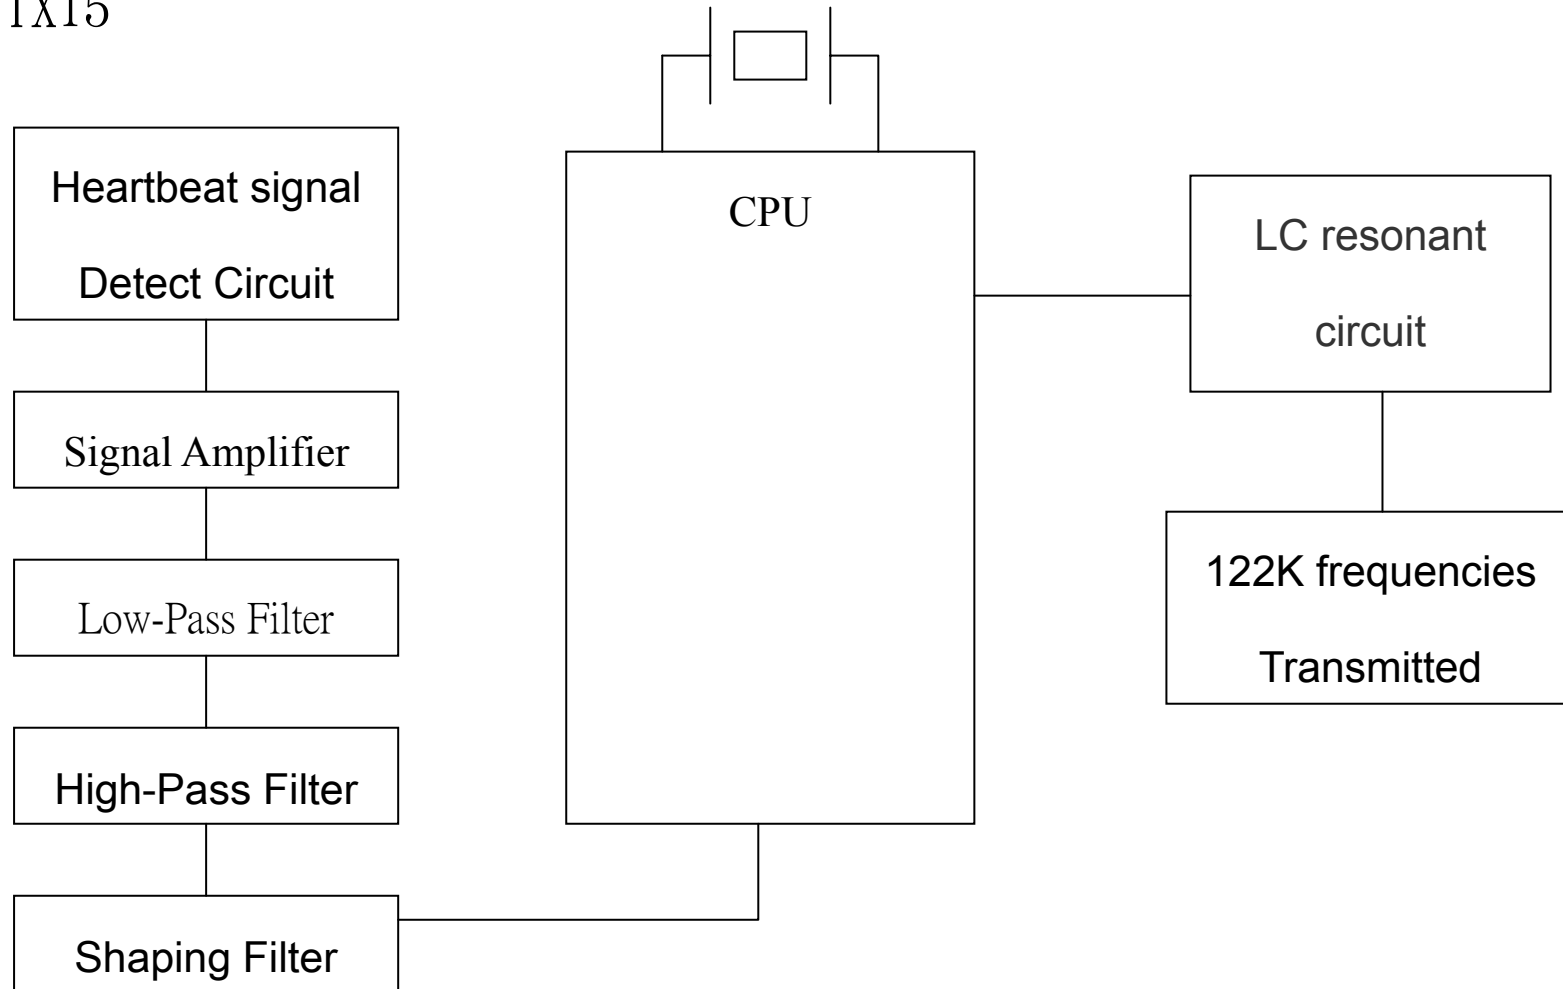 TX15
Heartbeat signal
Detect Circuit
Signal Amplifier
Low-Pass Filter
High-Pass Filter
Shaping Filter
CPU
LC resonant
circuit
122K frequencies
Transmitted